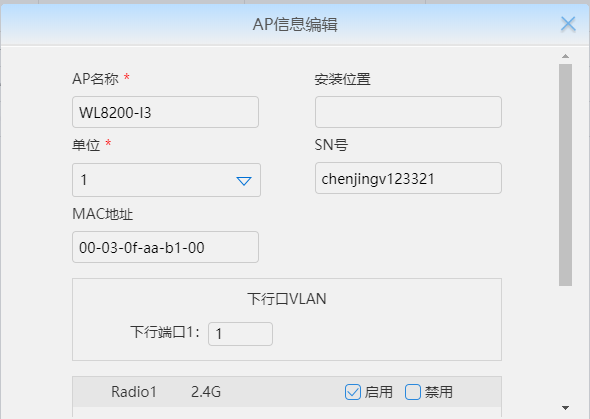 AP信息编辑
AP名称 * 安装位置
WL8200-I3
单位 * SN号
1 chenjingv123321
MAC地址
00-03-0f-aa-b1-00
下行口VLAN
下行端口1: 1
Radio1 2.4G 启用 禁用